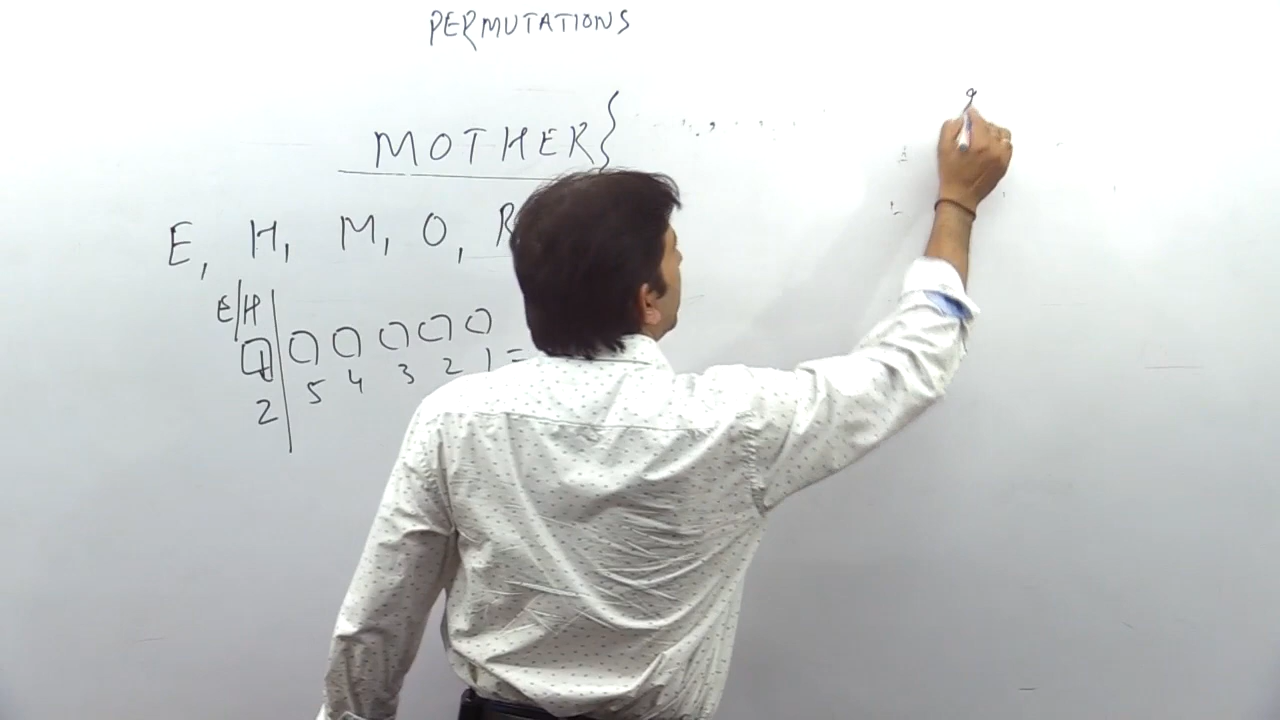 PERMUTATIONS
MOTHER}
E, H, M, O, R
E/H
1
2 5 4 3 2 1 =